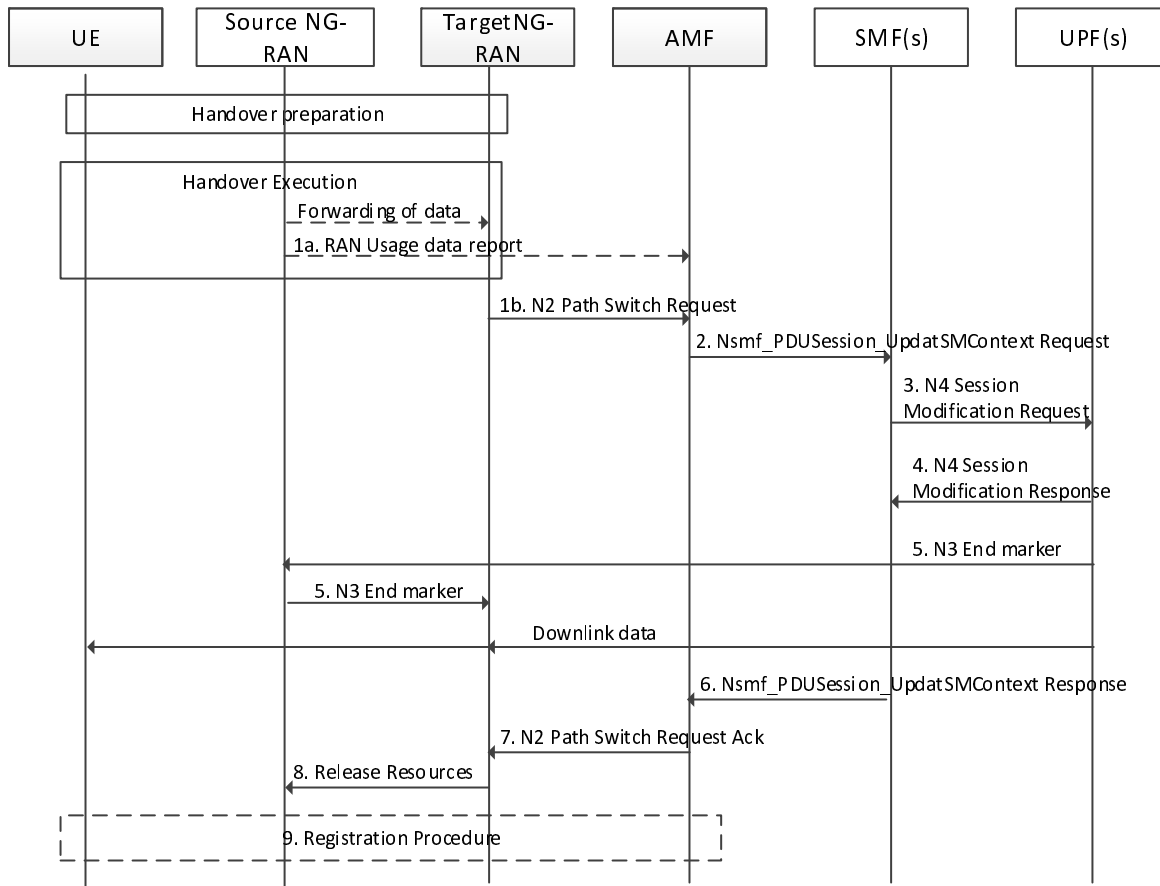 UE
Source NG-
RAN
TargetNG-
RAN
AMF
SMF(s)
UPF(s)
Handover preparation
Handover Execution
Forwarding of data
1a. RAN Usage data report
1b. N2 Path Switch Request
2. Nsmf_PDUSession_UpdatSMContext Request
3. N4 Session
Modification Request
4. N4 Session
Modification Response
5. N3 End marker
5. N3 End marker
Downlink data
6. Nsmf_PDUSession_UpdatSMContext Response
7. N2 Path Switch Request Ack
8. Release Resources
9. Registration Procedure